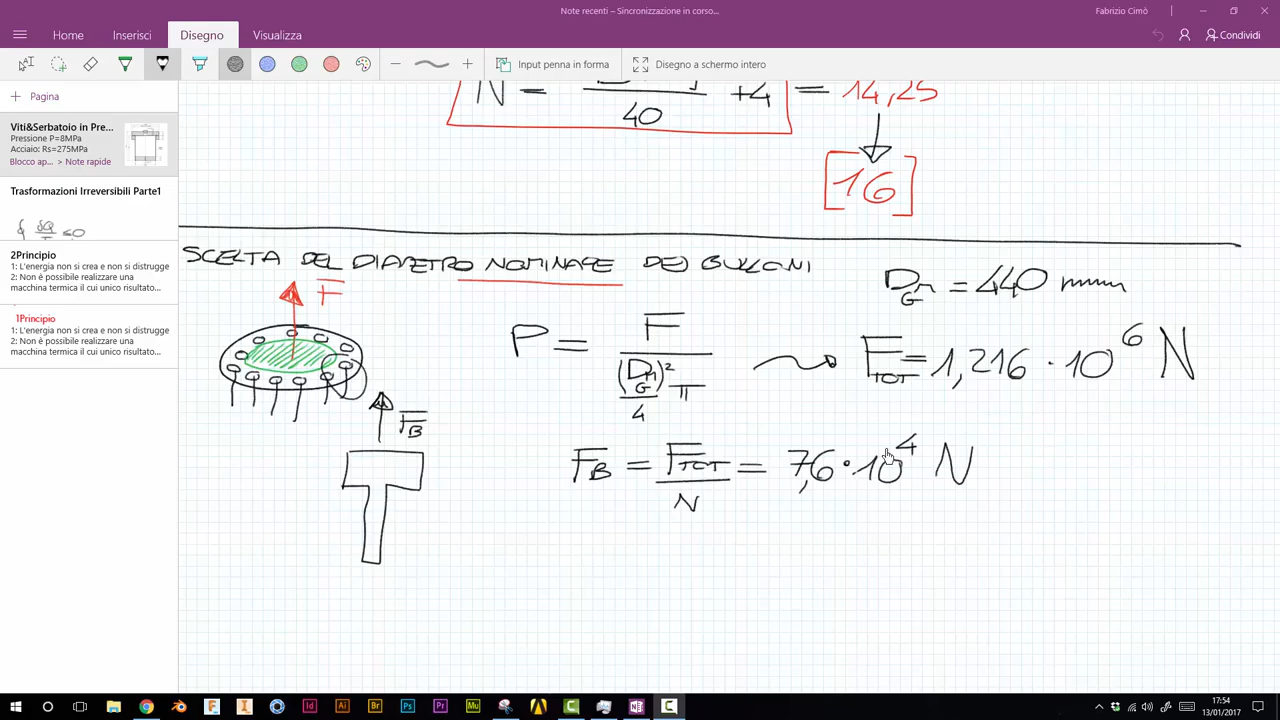 Note recenti – Sincronizzazione in corso...
Fabrizio Cimò
Home Inserisci Disegno Visualizza
Condividi
Input penna in forma
Disegno a schermo intero
Pagina
Viti&Serbatoio in Pre...
Pressione P=8MPa
Acciaio: Rs=275MPa
Blocco ap... > Note rapide
Trasformazioni Irreversibili Parte1
2Principio
1: L'energia non si crea e non si distrugge
2: Non è possibile realizzare una
macchina termica il cui unico risultato...
1Principio
1: L'energia non si crea e non si distrugge
2: Non è possibile realizzare una
macchina termica il cui unico risultato...
N = /40 +4 = 14,25
[16]
SCELTA DEL DIAMETRO NOMINALE DEI BULLONI
DGm = 440 mm
F
P = F / ((DGm)²/4 π) F TOT = 1,216 · 10⁶ N
FB
FB = FTOT / N = 7,6 · 10⁴ N
17:54
13/01/2017